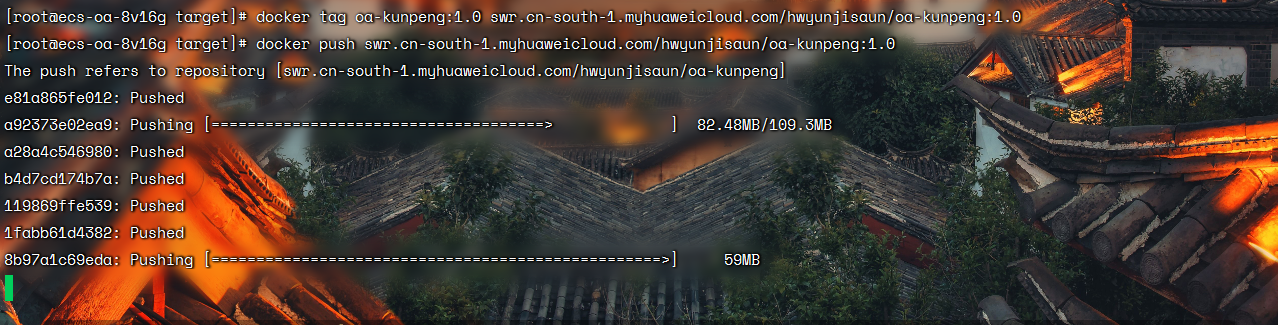 [root@ecs-oa-8v16g target]# docker tag oa-kunpeng:1.0 swr.cn-south-1.myhuaweicloud.com/hwyunjisaun/oa-kunpeng:1.0
[root@ecs-oa-8v16g target]# docker push swr.cn-south-1.myhuaweicloud.com/hwyunjisaun/oa-kunpeng:1.0
The push refers to repository [swr.cn-south-1.myhuaweicloud.com/hwyunjisaun/oa-kunpeng]
e81a865fe012: Pushed
a92373e02ea9: Pushing [=====================================>             ]  82.48MB/109.3MB
a28a4c546980: Pushed
b4d7cd174b7a: Pushed
119869ffe539: Pushed
1fabb61d4382: Pushed
8b97a1c69eda: Pushing [==================================================>]     59MB